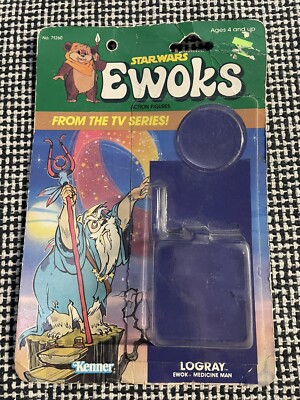 No. 71260
Ages 4 and up
STAR WARS
Ewoks
ACTION FIGURES
FROM THE TV SERIES!
Kenner
LOGRAY
EWOK - MEDICINE MAN